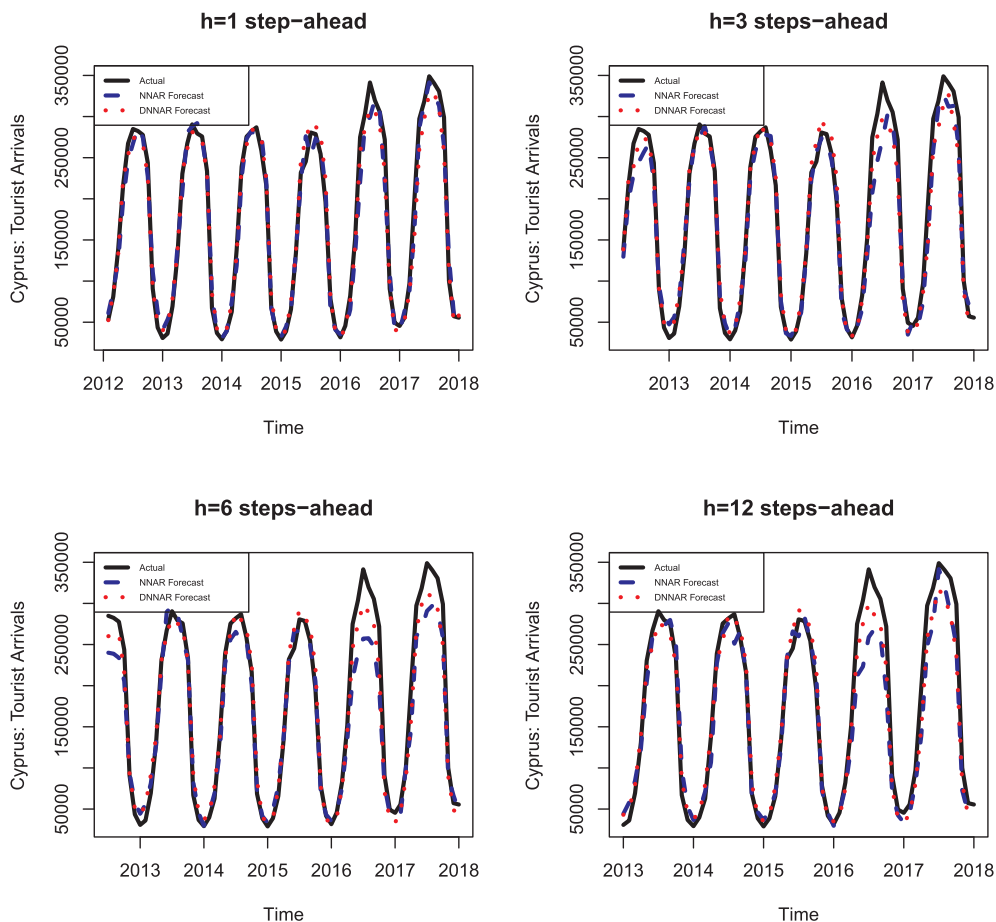 h=1 step−ahead
Cyprus: Tourist Arrivals
350000
250000
150000
50000
Actual
NNAR Forecast
DNNAR Forecast
2012 2013 2014 2015 2016 2017 2018
Time
h=3 steps−ahead
Cyprus: Tourist Arrivals
350000
250000
150000
50000
Actual
NNAR Forecast
DNNAR Forecast
2013 2014 2015 2016 2017 2018
Time
h=6 steps−ahead
Cyprus: Tourist Arrivals
350000
250000
150000
50000
Actual
NNAR Forecast
DNNAR Forecast
2013 2014 2015 2016 2017 2018
Time
h=12 steps−ahead
Cyprus: Tourist Arrivals
350000
250000
150000
50000
Actual
NNAR Forecast
DNNAR Forecast
2013 2014 2015 2016 2017 2018
Time